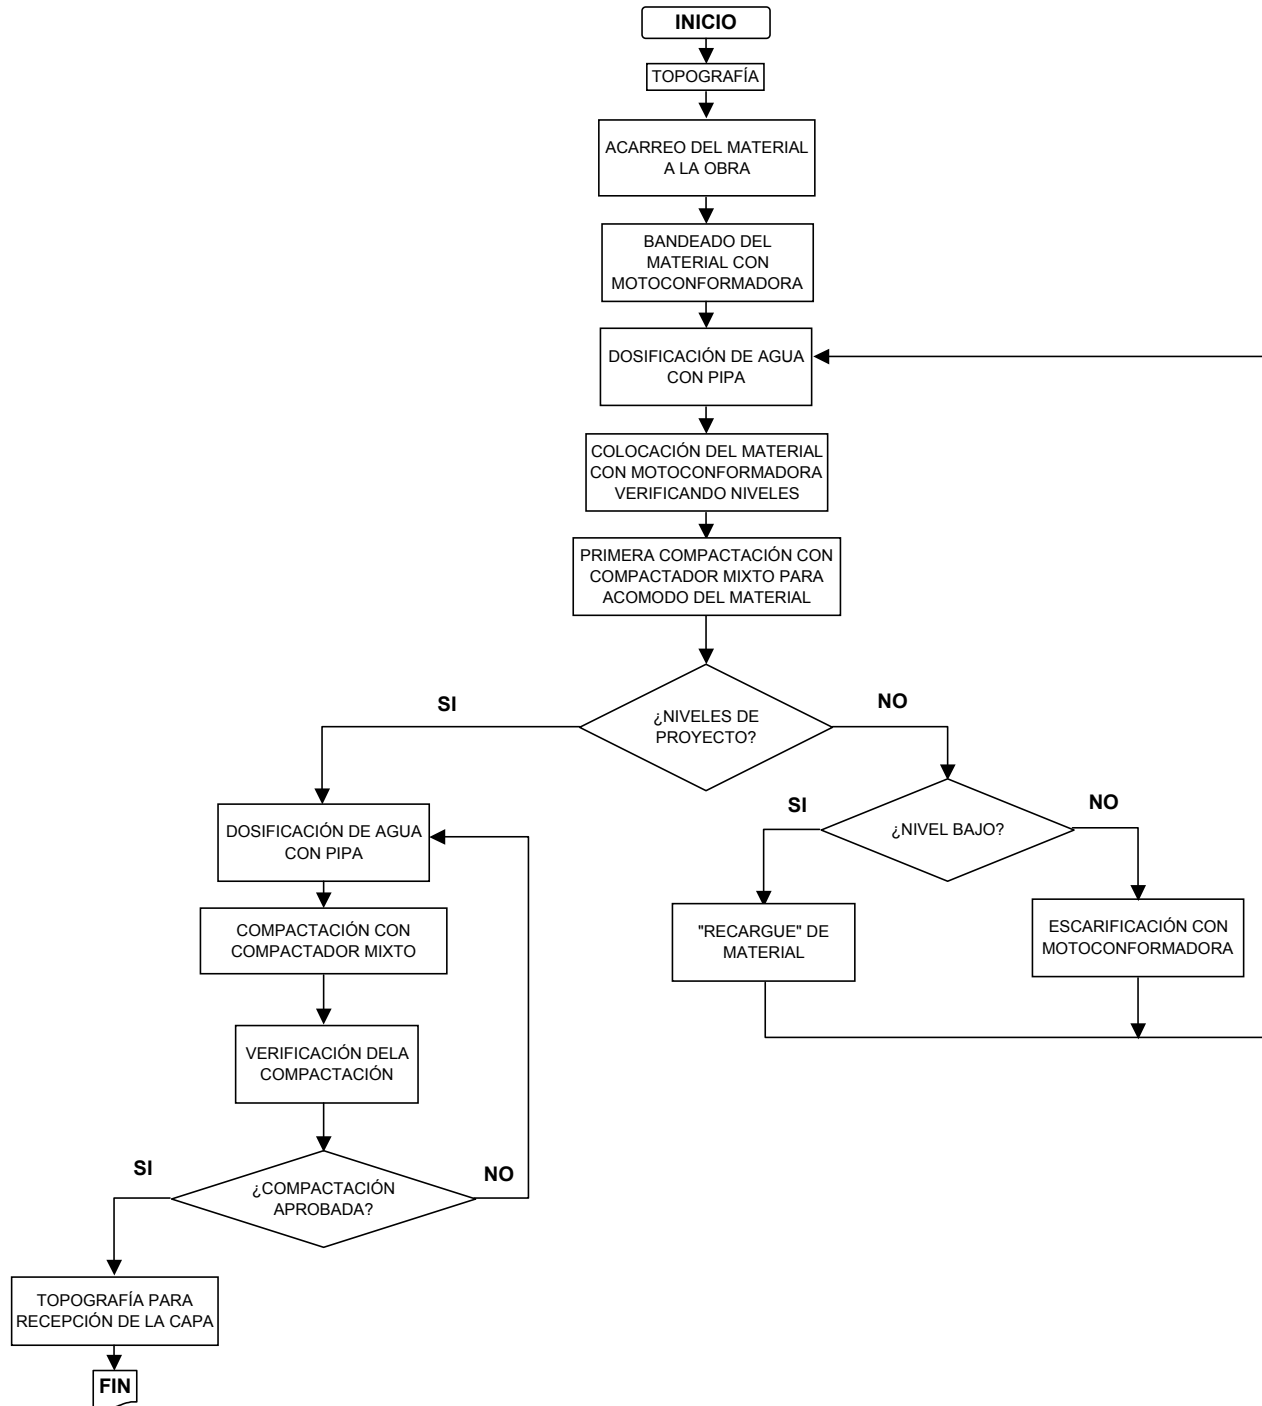 INICIO
TOPOGRAFÍA
ACARREO DEL MATERIAL
A LA OBRA
BANDEADO DEL
MATERIAL CON
MOTOCONFORMADORA
DOSIFICACIÓN DE AGUA
CON PIPA
COLOCACIÓN DEL MATERIAL
CON MOTOCONFORMADORA
VERIFICANDO NIVELES
PRIMERA COMPACTACIÓN CON
COMPACTADOR MIXTO PARA
ACOMODO DEL MATERIAL
¿NIVELES DE
PROYECTO?
SI
NO
DOSIFICACIÓN DE AGUA
CON PIPA
COMPACTACIÓN CON
COMPACTADOR MIXTO
VERIFICACIÓN DELA
COMPACTACIÓN
¿COMPACTACIÓN
APROBADA?
SI
NO
TOPOGRAFÍA PARA
RECEPCIÓN DE LA CAPA
FIN
¿NIVEL BAJO?
SI
NO
"RECARGUE" DE
MATERIAL
ESCARIFICACIÓN CON
MOTOCONFORMADORA